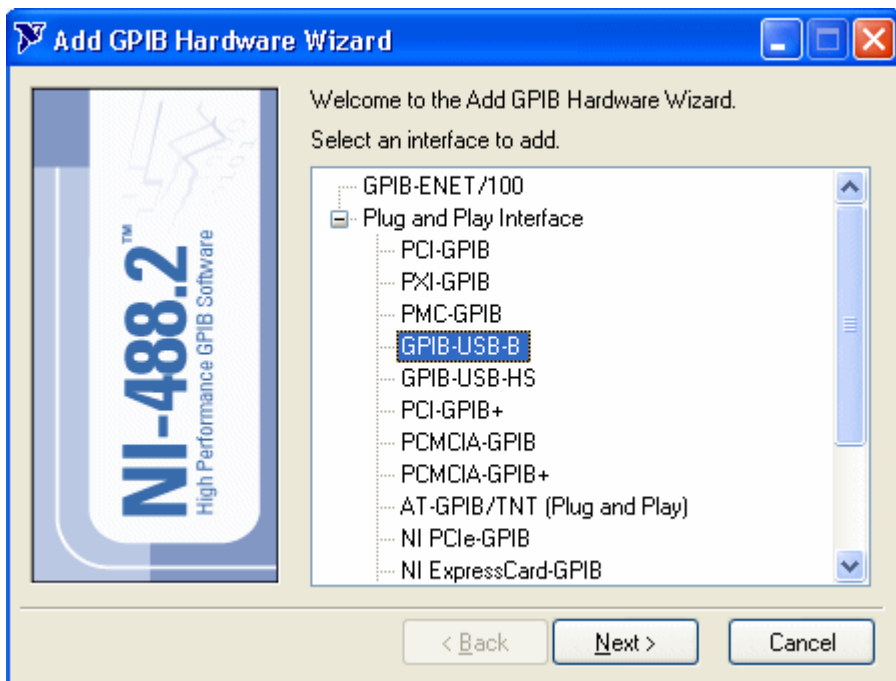 Add GPIB Hardware Wizard
NI-488.2™
High Performance GPIB Software
Welcome to the Add GPIB Hardware Wizard.
Select an interface to add.
GPIB-ENET/100
Plug and Play Interface
PCI-GPIB
PXI-GPIB
PMC-GPIB
GPIB-USB-B
GPIB-USB-HS
PCI-GPIB+
PCMCIA-GPIB
PCMCIA-GPIB+
AT-GPIB/TNT (Plug and Play)
NI PCIe-GPIB
NI ExpressCard-GPIB
< Back
Next >
Cancel